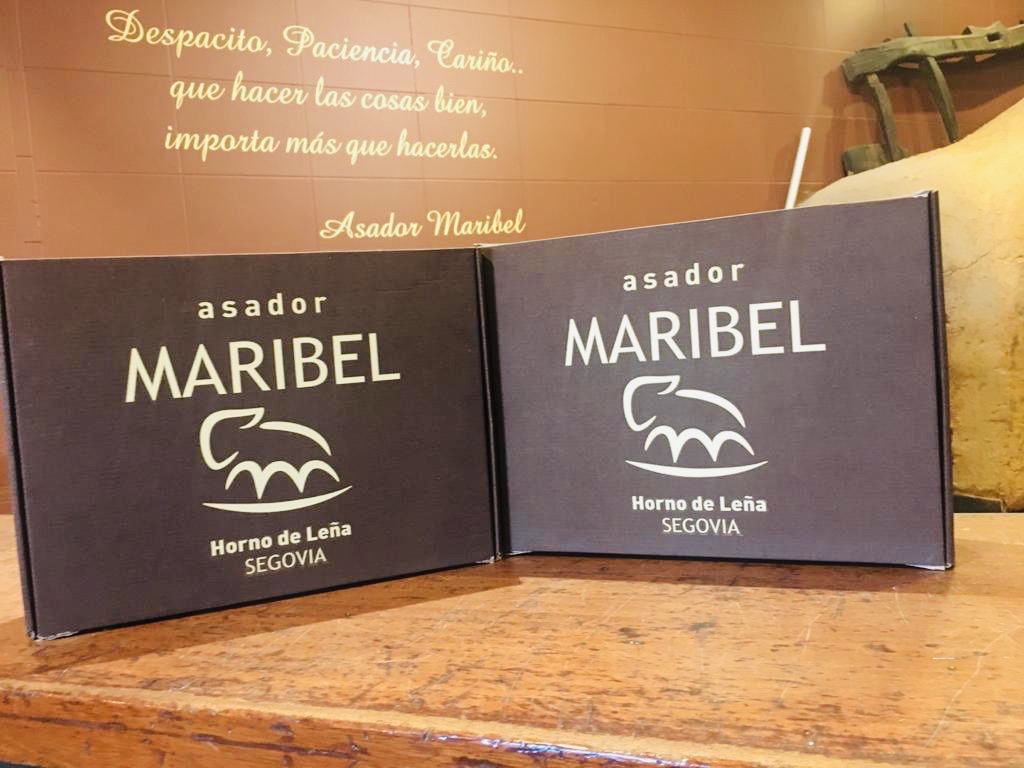 Despacito, Paciencia, Cariño..
que hacer las cosas bien,
importa más que hacerlas.
Asador Maribel
asador
MARIBEL
Horno de Leña
SEGOVIA
asador
MARIBEL
Horno de Leña
SEGOVIA